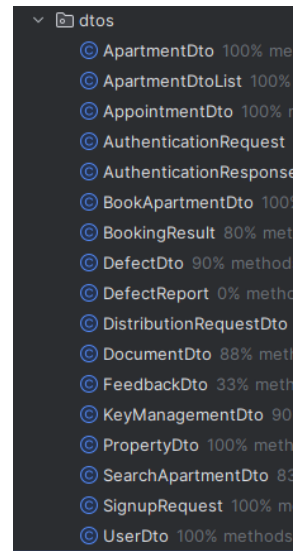 dtos
ApartmentDto 100% me
ApartmentDtoList 100%
AppointmentDto 100%
AuthenticationRequest
AuthenticationResponse
BookApartmentDto 100%
BookingResult 80% met
DefectDto 90% method
DefectReport 0% metho
DistributionRequestDto
DocumentDto 88% meth
FeedbackDto 33% meth
KeyManagementDto 90
PropertyDto 100% meth
SearchApartmentDto 83
SignupRequest 100% m
UserDto 100% methods